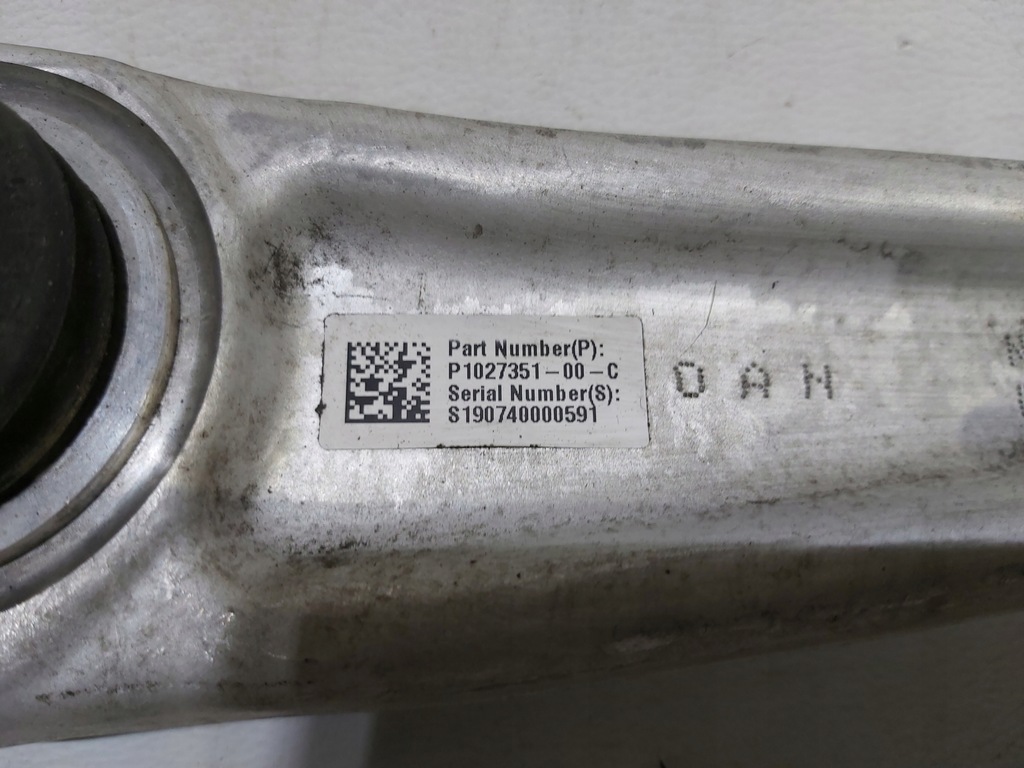 Part Number(P):
P1027351-00-C
Serial Number(S):
S190740000591
OAH